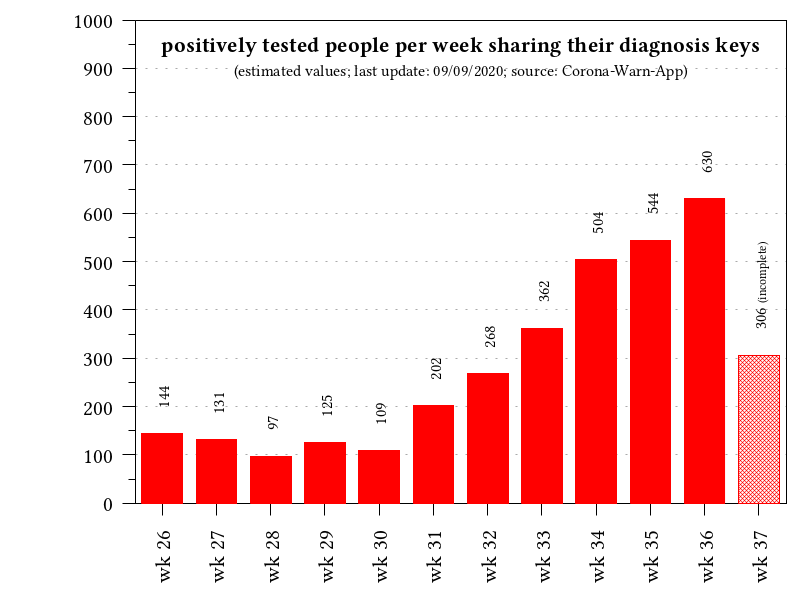 positively tested people per week sharing their diagnosis keys
(estimated values; last update: 09/09/2020; source: Corona-Warn-App)
1000
900
800
700
600
500
400
300
200
100
0
144
131
97
125
109
202
268
362
504
544
630
306 (incomplete)
wk 26
wk 27
wk 28
wk 29
wk 30
wk 31
wk 32
wk 33
wk 34
wk 35
wk 36
wk 37